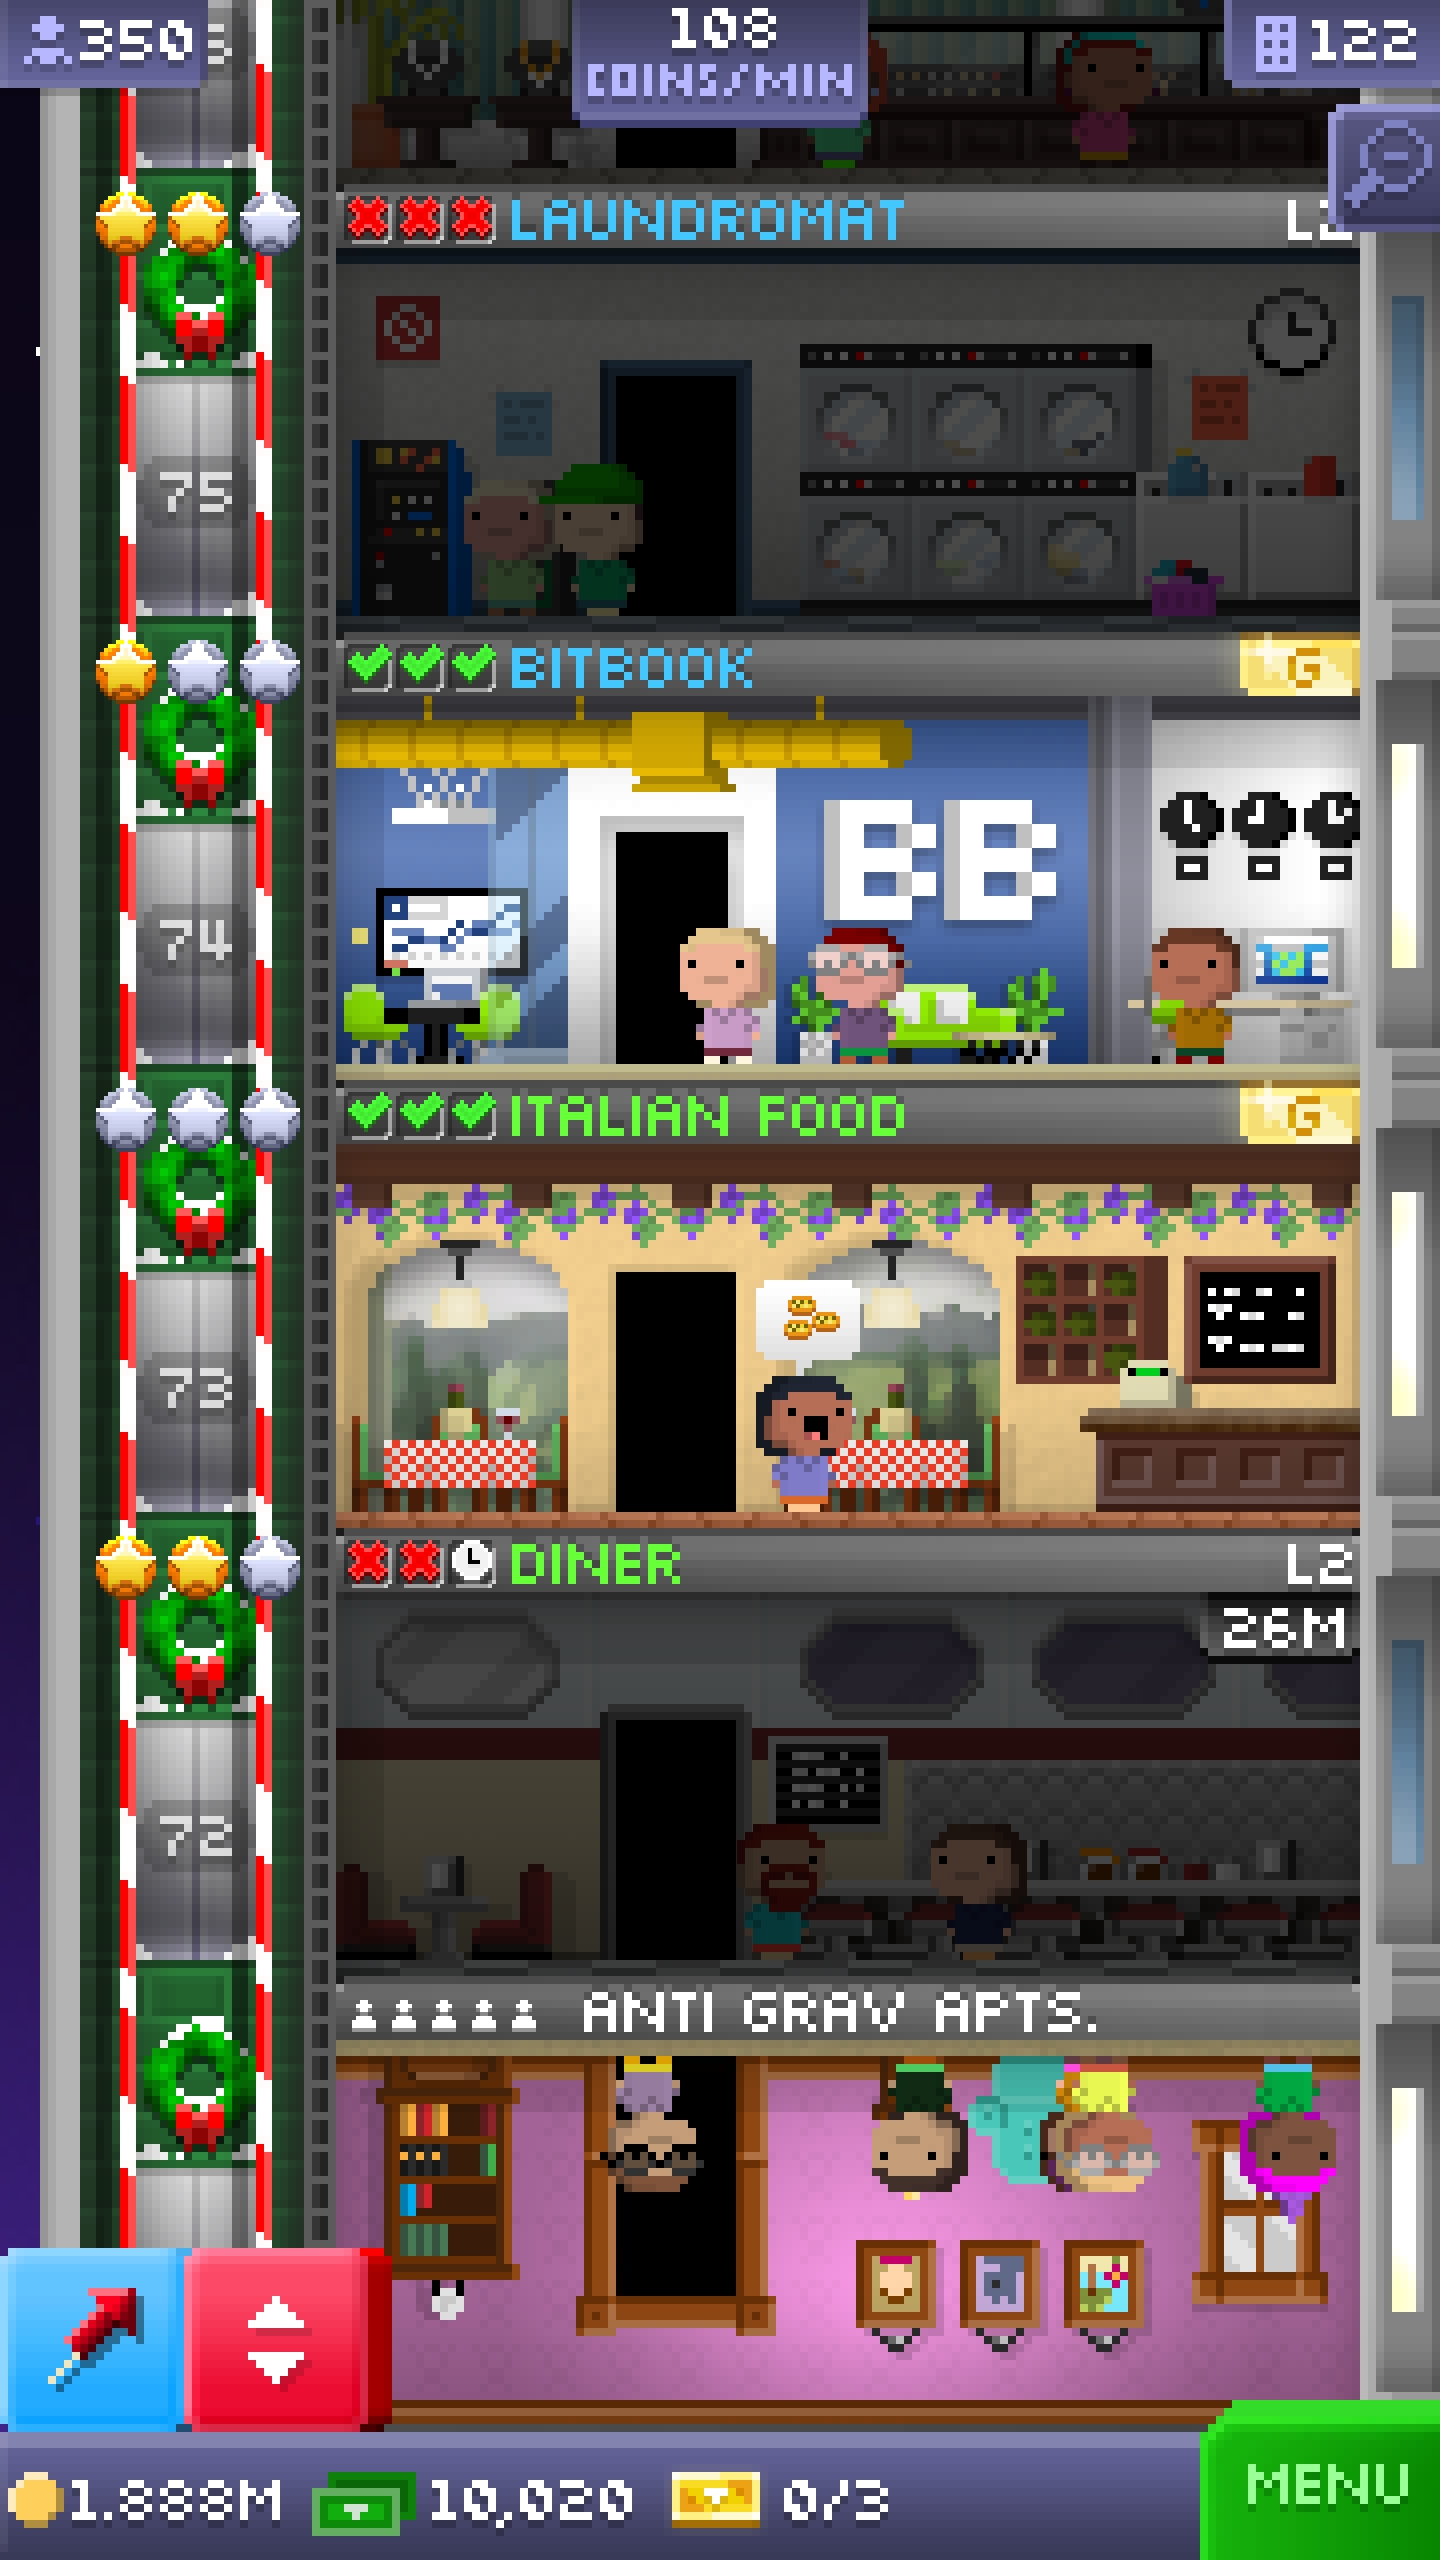 350
108
COINS/MIN
122
LAUNDROMAT
75
BITBOOK G
BB
74
ITALIAN FOOD G
73
DINER L2
26M
72
ANTI GRAV APTS.
1.888M 10,020 0/3
MENU